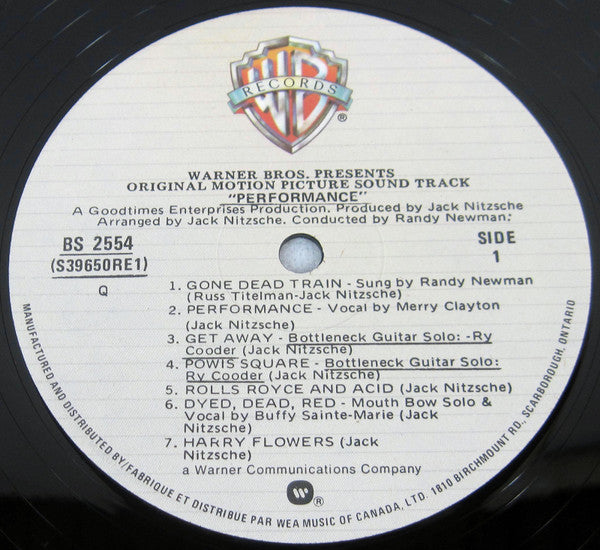 WB
RECORDS
®
WARNER BROS. PRESENTS
ORIGINAL MOTION PICTURE SOUND TRACK
"PERFORMANCE"
A Goodtimes Enterprises Production. Produced by Jack Nitzsche
Arranged by Jack Nitzsche. Conducted by Randy Newman.
BS 2554
(S39650RE1)
Q
SIDE
1
1. GONE DEAD TRAIN - Sung by Randy Newman
(Russ Titelman-Jack Nitzsche)
2. PERFORMANCE - Vocal by Merry Clayton
(Jack Nitzsche)
3. GET AWAY - Bottleneck Guitar Solo: -Ry
Cooder (Jack Nitzsche)
4. POWIS SQUARE - Bottleneck Guitar Solo:
Ry Cooder (Jack Nitzsche)
5. ROLLS ROYCE AND ACID (Jack Nitzsche)
6. DYED, DEAD, RED - Mouth Bow Solo &
Vocal by Buffy Sainte-Marie (Jack
Nitzsche)
7. HARRY FLOWERS (Jack
Nitzsche)
a Warner Communications Company
®
MANUFACTURED AND DISTRIBUTED BY/FABRIQUE ET DISTRIBUE PAR WEA MUSIC OF CANADA, LTD. 1810 BIRCHMOUNT RD. SCARBOROUGH, ONTARIO